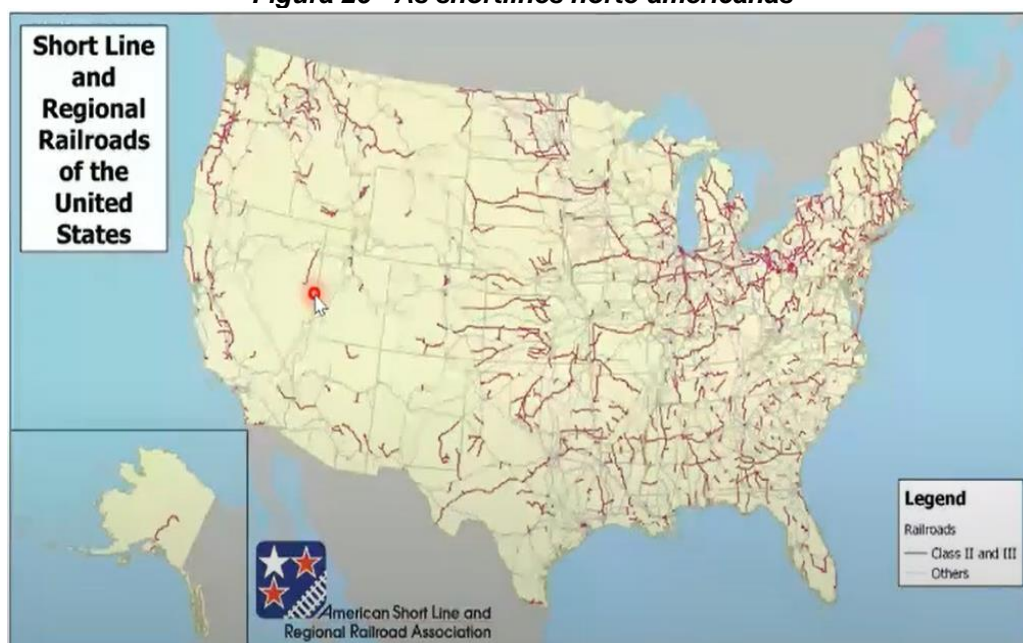 Figura 20 - As shortlines norte americanas
Short Line
and
Regional
Railroads
of the
United
States
Legend
Railroads
Class II and III
Others
American Short Line and
Regional Railroad Association